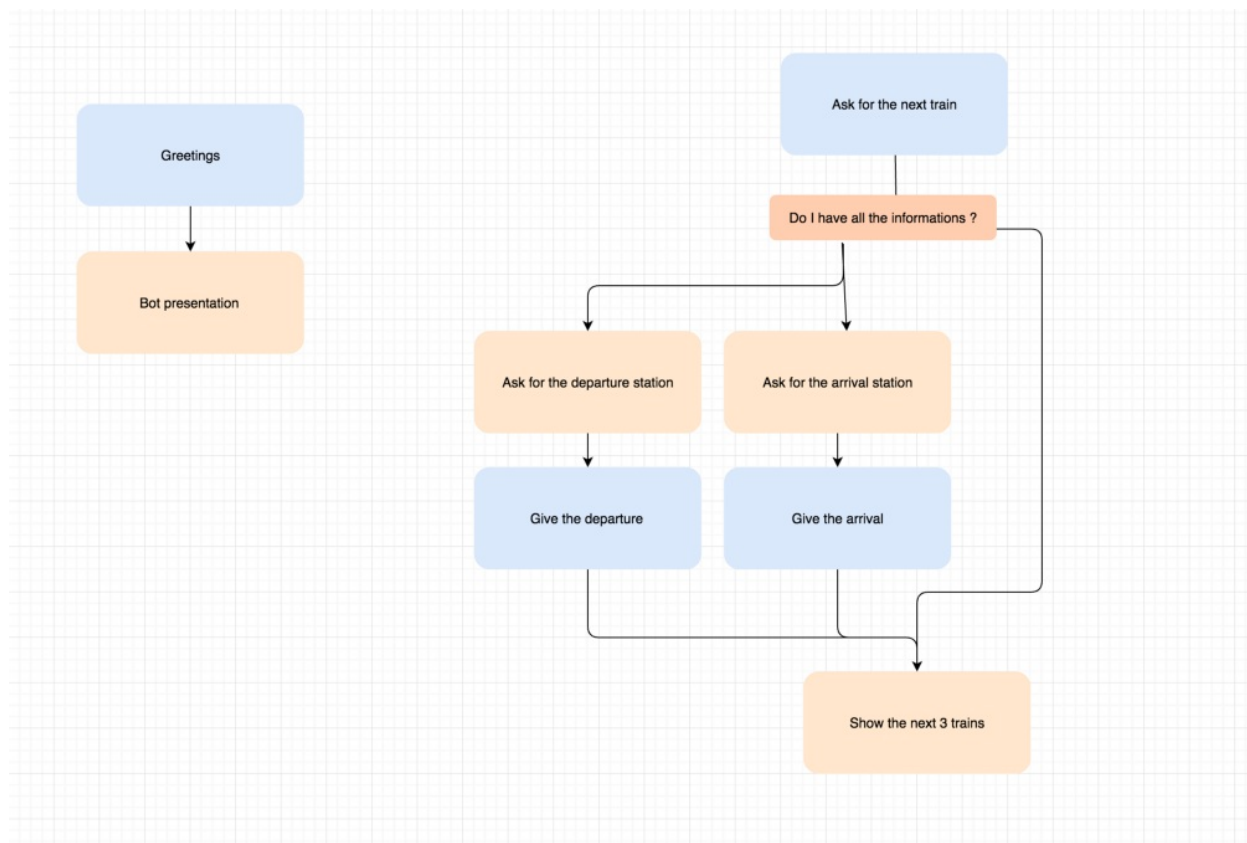 Ask for the next train
Greetings
Do I have all the informations ?
Bot presentation
Ask for the departure station
Ask for the arrival station
Give the departure
Give the arrival
Show the next 3 trains